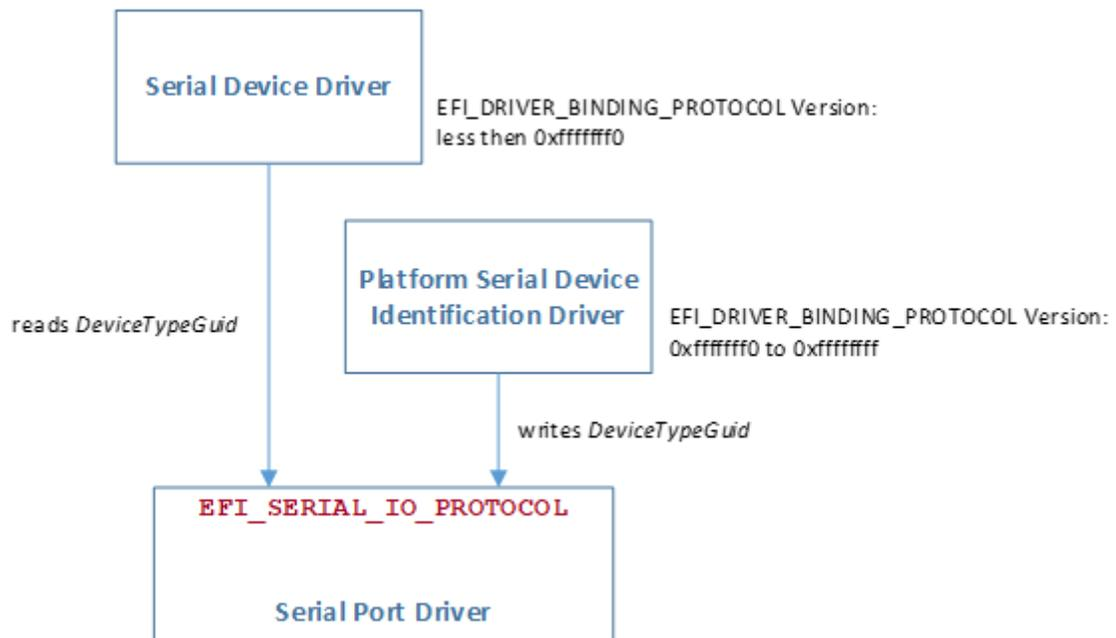 Serial Device Driver
EFI_DRIVER_BINDING_PROTOCOL Version:
less then 0xfffffff0
Platform Serial Device
Identification Driver
reads DeviceTypeGuid
EFI_DRIVER_BINDING_PROTOCOL Version:
0xfffffff0 to 0xffffffff
writes DeviceTypeGuid
EFI_SERIAL_IO_PROTOCOL
Serial Port Driver